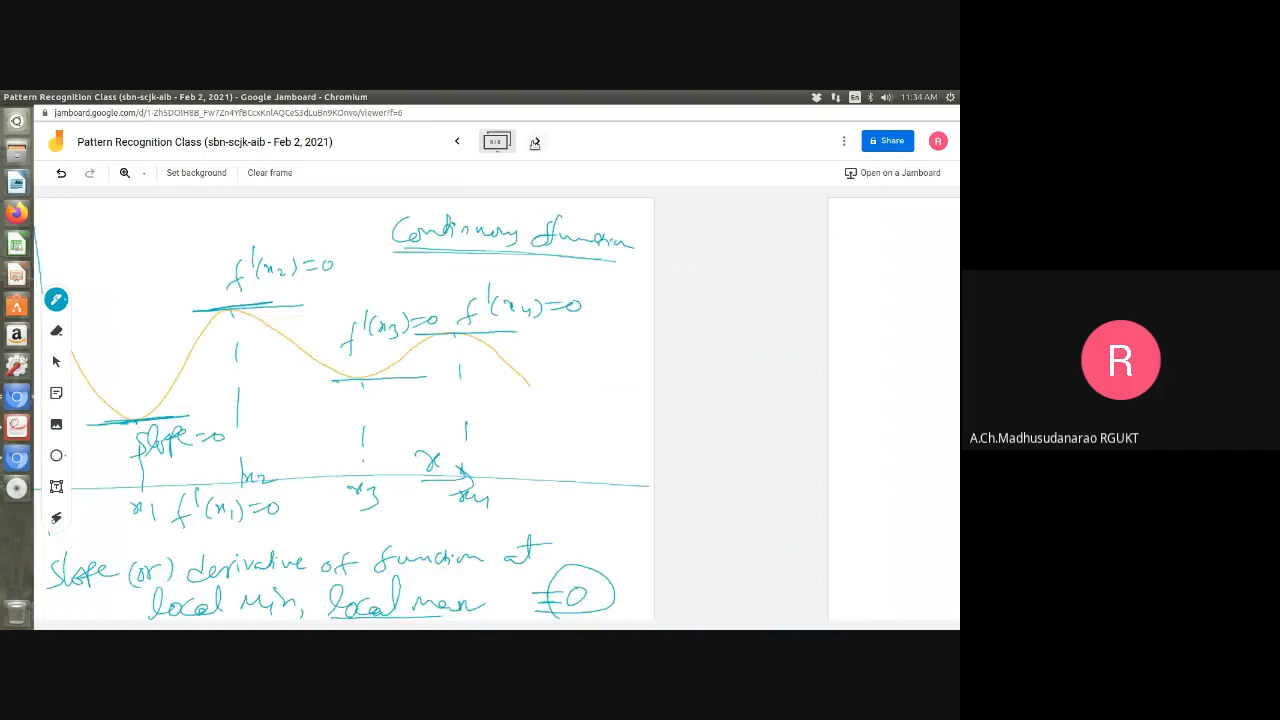 Pattern Recognition Class (sbn-scjk-aib - Feb 2, 2021) - Google Jamboard - Chromium
En 11:34 AM
Pattern Recognition Class (sbn-scjk-aib - Feb 2, 2021)
Share
R
Set background Clear frame
Open on a Jamboard
Continuous function
f'(x2)=0
f'(x3)=0 f'(x4)=0
slope=0
x
x1 f'(x1)=0 x2 x3 x4
slope (or) derivative of function at
local min, local max =0
R
A.Ch.Madhusudanarao RGUKT